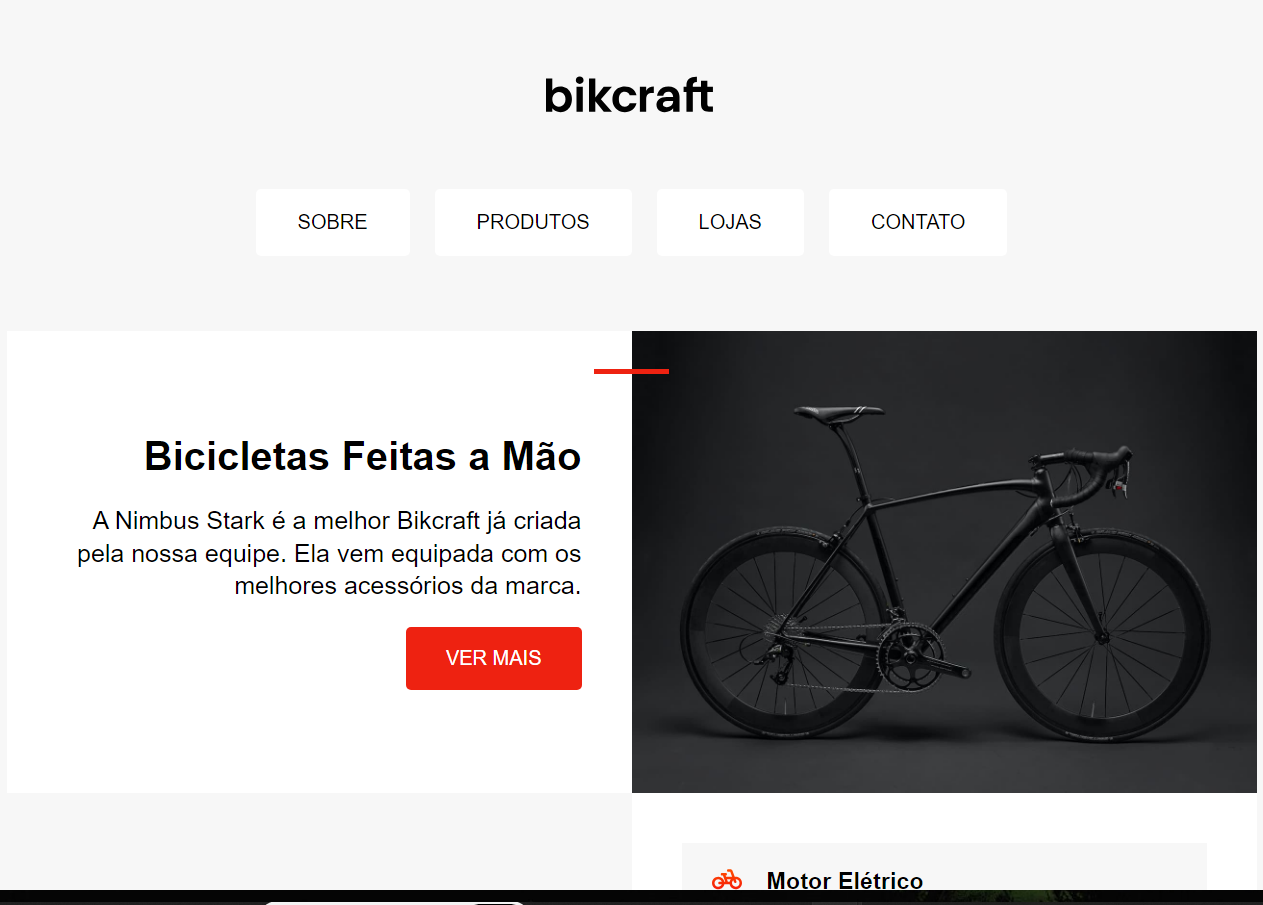 bikcraft
SOBRE
PRODUTOS
LOJAS
CONTATO
Bicicletas Feitas a Mão
A Nimbus Stark é a melhor Bikcraft já criada
pela nossa equipe. Ela vem equipada com os
melhores acessórios da marca.
VER MAIS
Motor Elétrico